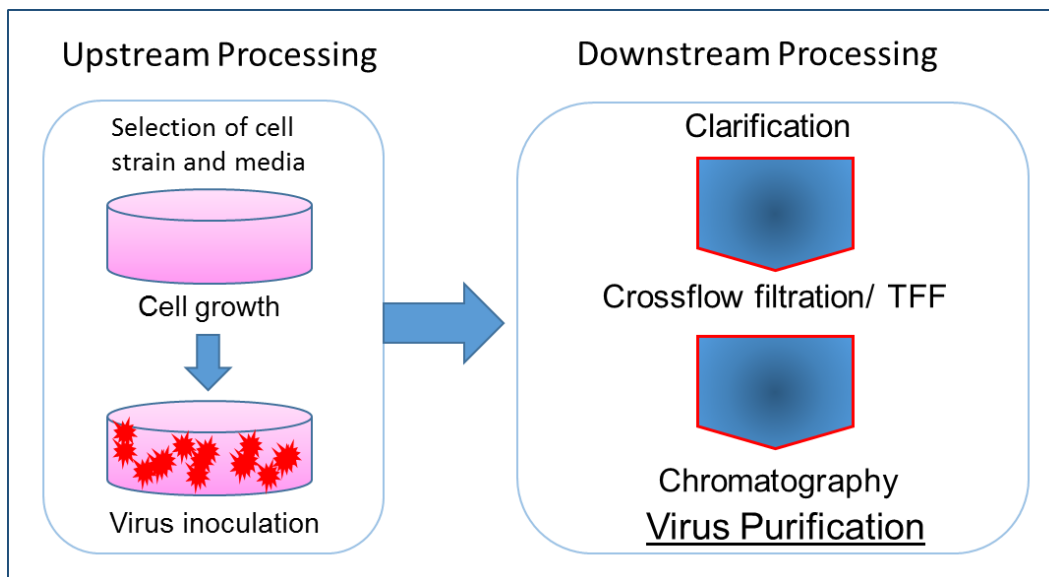 Upstream Processing
Selection of cell
strain and media
Cell growth
Virus inoculation
Downstream Processing
Clarification
Crossflow filtration/ TFF
Chromatography
Virus Purification